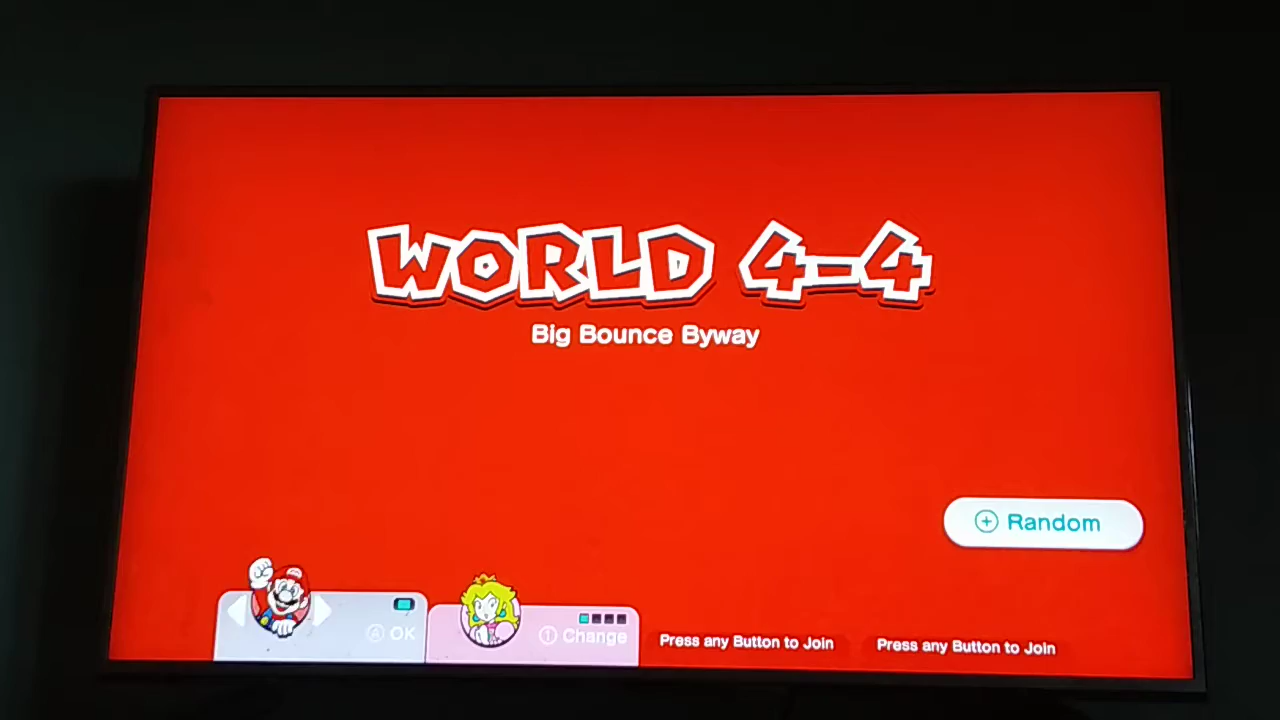 WORLD 4-4
Big Bounce Byway
+ Random
A OK
1 Change
Press any Button to Join
Press any Button to Join